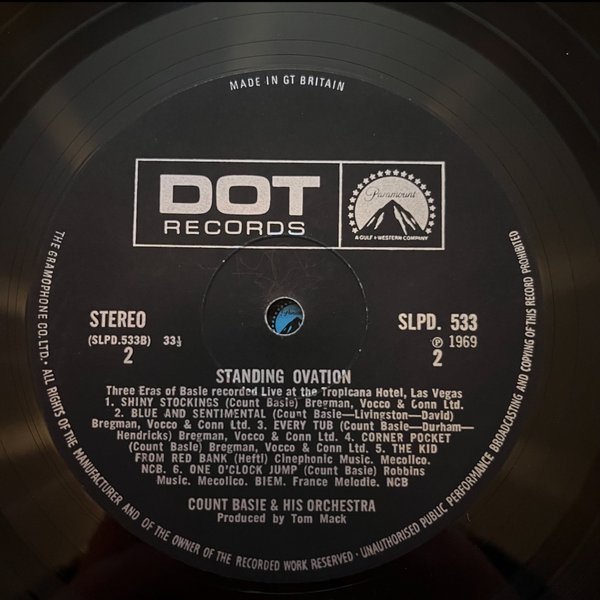 MADE IN GT BRITAIN
DOT
RECORDS
Paramount
A GULF + WESTERN COMPANY
STEREO
(SLPD.533B) 33⅓
2
SLPD. 533
Ⓟ 1969
2
STANDING OVATION
Three Eras of Basie recorded Live at the Tropicana Hotel, Las Vegas
1. SHINY STOCKINGS (Count Basie) Bregman, Vocco & Conn Ltd.
2. BLUE AND SENTIMENTAL (Count Basie—Livingston—David)
Bregman, Vocco & Conn Ltd. 3. EVERY TUB (Count Basie—Durham—
Hendricks) Bregman, Vocco & Conn Ltd. 4. CORNER POCKET
(Count Basie) Bregman, Vocco & Conn Ltd. 5. THE KID
FROM RED BANK (Hefti) Cinephonic Music. Mecolico.
NCB. 6. ONE O'CLOCK JUMP (Count Basie) Robbins
Music. Mecolico. BIEM. France Melodie. NCB
COUNT BASIE & HIS ORCHESTRA
Produced by Tom Mack
THE GRAMOPHONE CO. LTD. • ALL RIGHTS OF THE MANUFACTURER AND OF THE OWNER OF THE RECORDED WORK RESERVED • UNAUTHORISED PUBLIC PERFORMANCE BROADCASTING AND COPYING OF THIS RECORD PROHIBITED